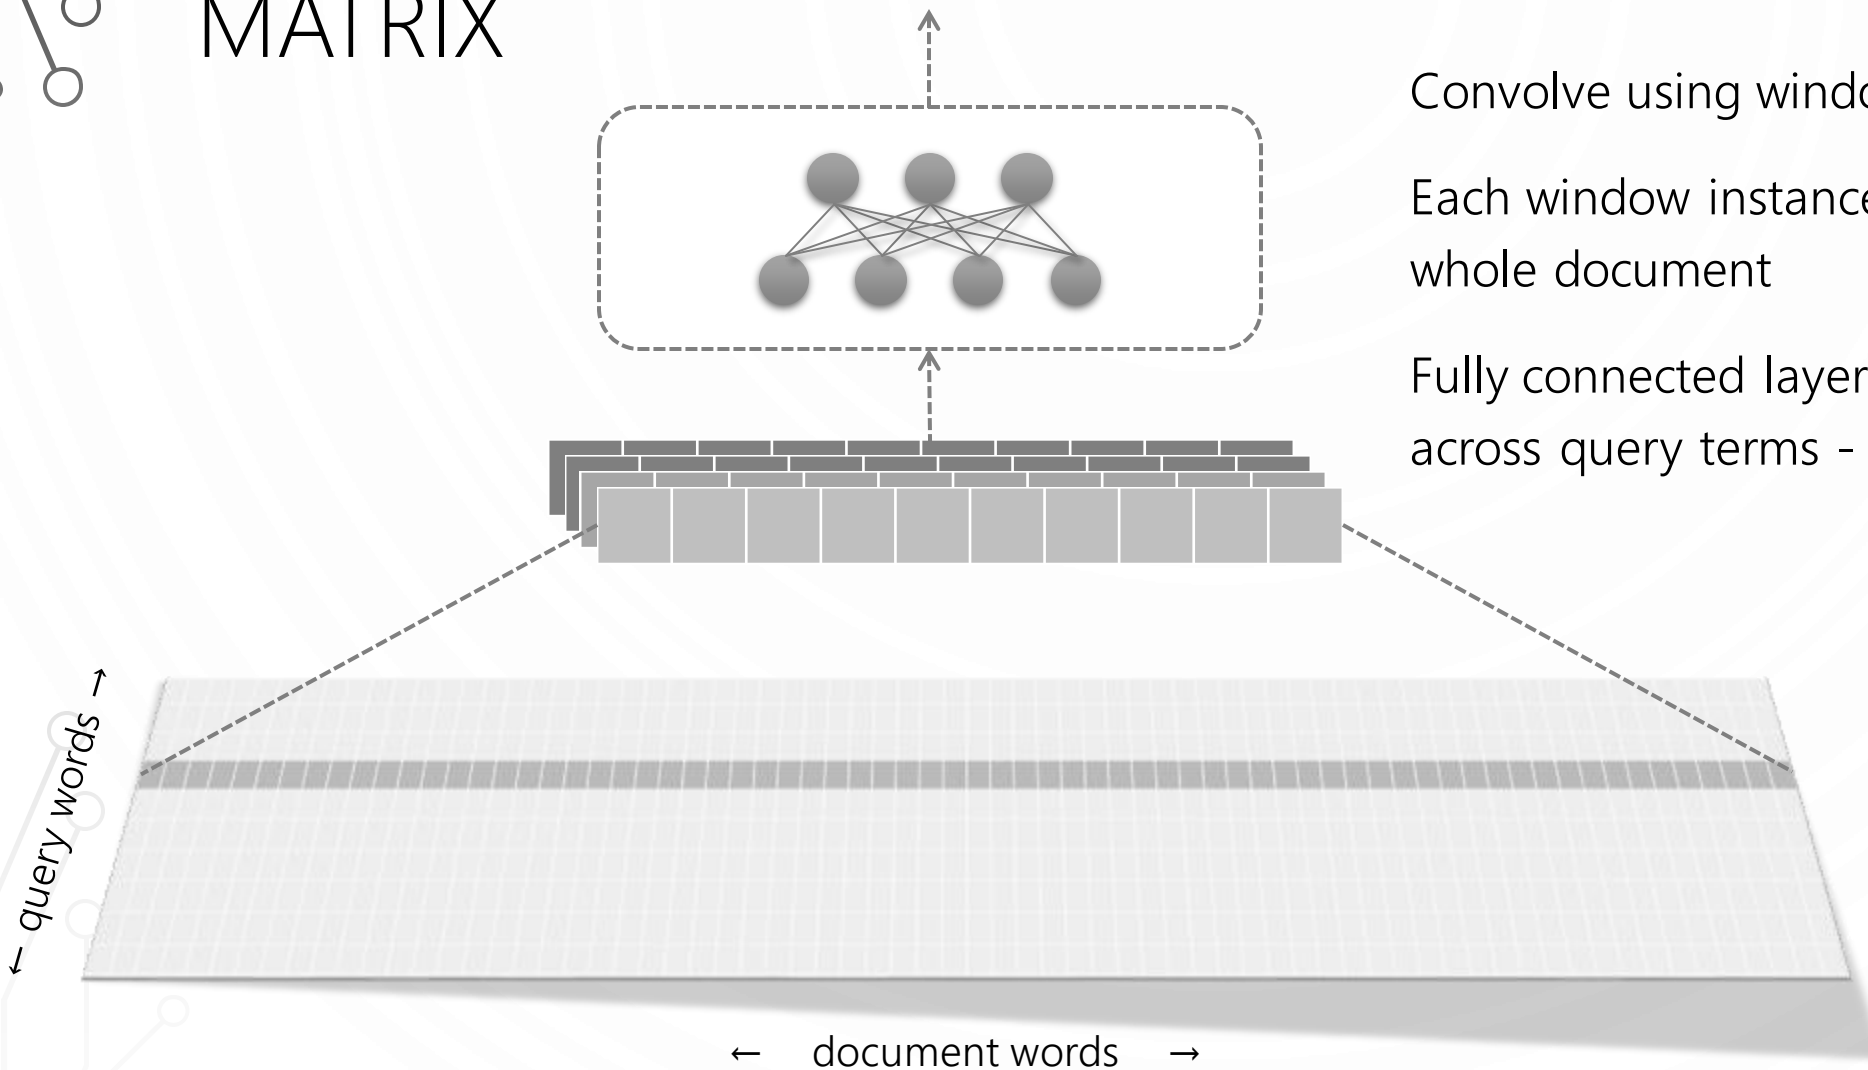 MATRIX
Convolve using windo
Each window instance
whole document
Fully connected layer
across query terms -
← query words →
← document words →